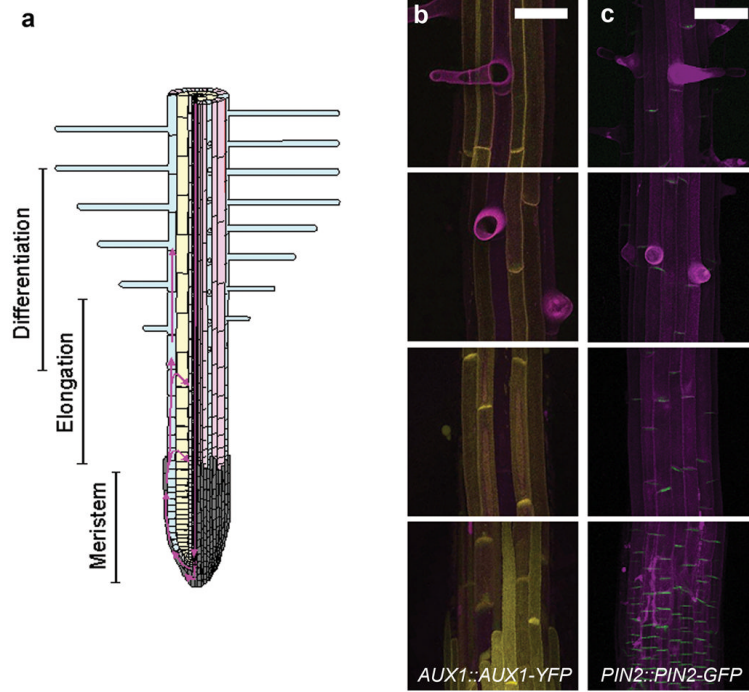 a
b
c
Differentiation
Elongation
Meristem
AUX1::AUX1-YFP
PIN2::PIN2-GFP